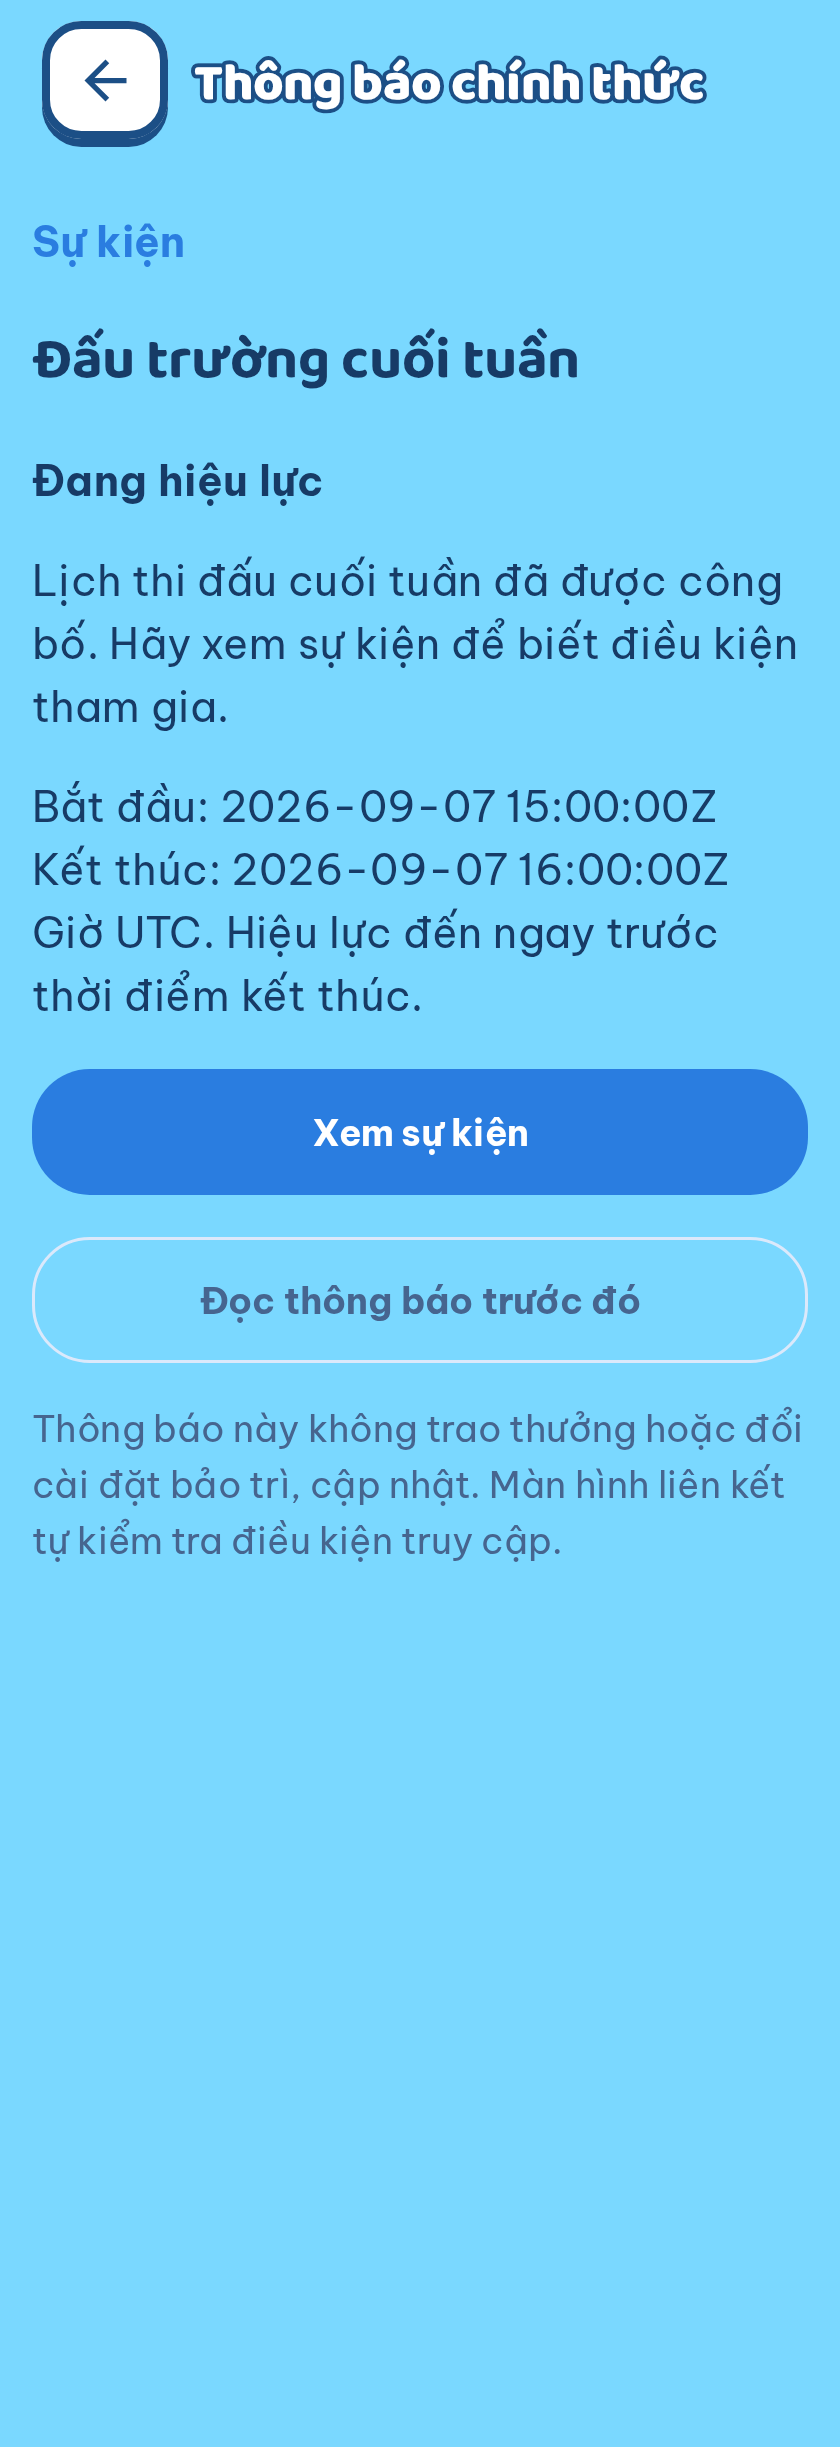 Thông báo chính thức
Sự kiện
Đấu trường cuối tuần
Đang hiệu lực
Lịch thi đấu cuối tuần đã được công
bố. Hãy xem sự kiện để biết điều kiện
tham gia.
Bắt đầu: 2026-09-07 15:00:00Z
Kết thúc: 2026-09-07 16:00:00Z
Giờ UTC. Hiệu lực đến ngay trước
thời điểm kết thúc.
Xem sự kiện
Đọc thông báo trước đó
Thông báo này không trao thưởng hoặc đổi
cài đặt bảo trì, cập nhật. Màn hình liên kết
tự kiểm tra điều kiện truy cập.